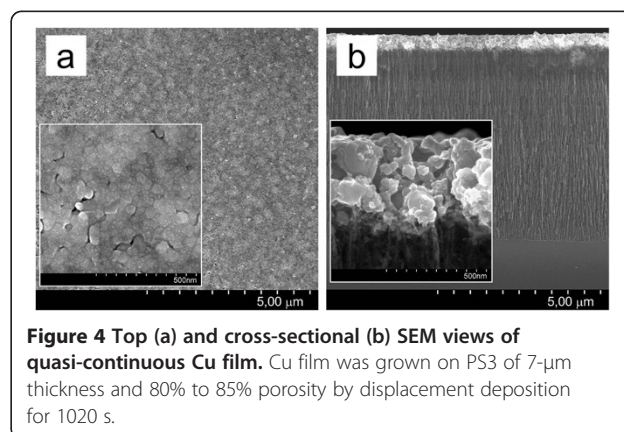 a
b
500nm
500nm
5,00 μm
5,00 μm
Figure 4 Top (a) and cross-sectional (b) SEM views of
quasi-continuous Cu film. Cu film was grown on PS3 of 7-μm
thickness and 80% to 85% porosity by displacement deposition
for 1020 s.